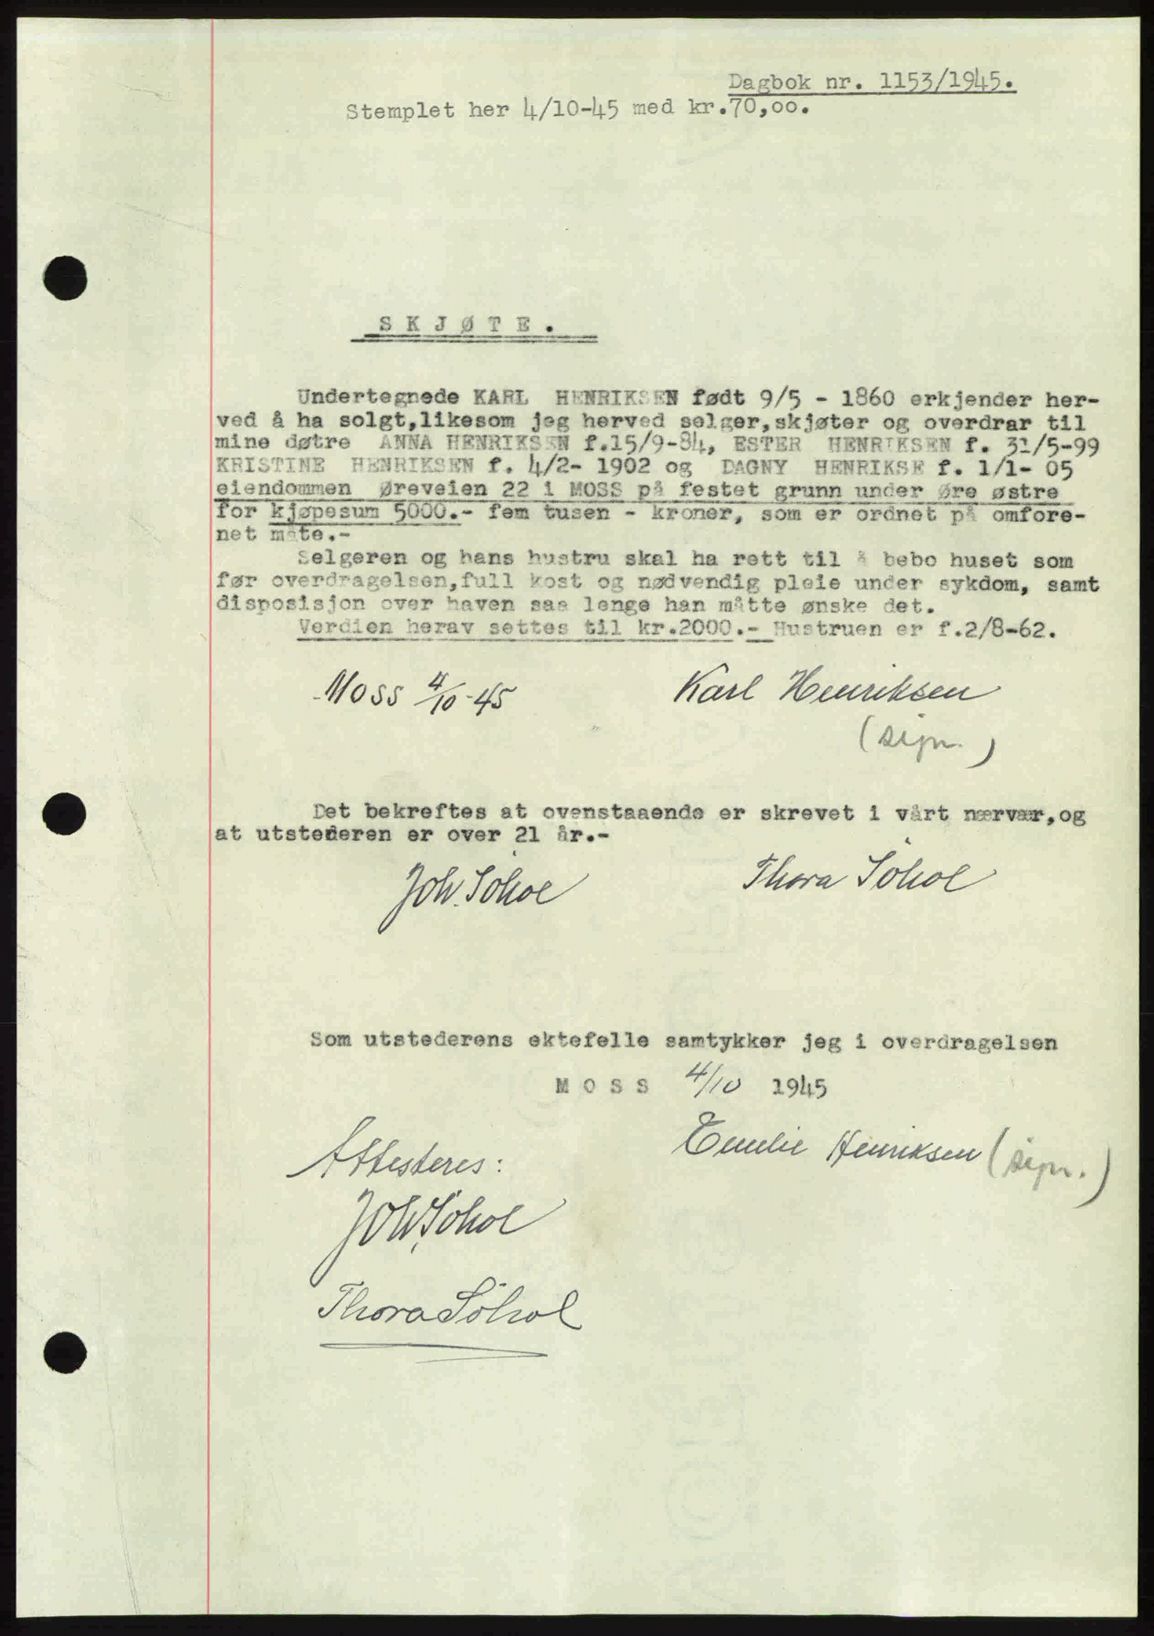 Dagbok nr. 1153/1945.
Stemplet her 4/10-45 med kr.70,00.
S K J Ø T E .
Undertegnede KARL HENRIKSEN født 9/5 - 1860 erkjender her-
ved å ha solgt,likesom jeg herved selger,skjøter og overdrar til
mine døtre ANNA HENRIKSEN f.15/9-84, ESTER HENRIKSEN f. 31/5-99
KRISTINE HENRIKSEN f. 4/2- 1902 og DAGNY HENRIKSE f. 1/1- 05
eiendommen Øreveien 22 i MOSS på festet grunn under Øre østre
for kjøpesum 5000.- fem tusen - kroner, som er ordnet på omfore-
net måte.-
Selgeren og hans hustru skal ha rett til å bebo huset som
før overdragelsen,full kost og nødvendig pleie under sykdom, samt
disposisjon over haven saa lenge han måtte ønske det.
Verdien herav settes til kr.2000.- Hustruen er f.2/8-62.
Moss 4/10-45 Karl Henriksen
(sign.)
Det bekreftes at ovenstaaende er skrevet i vårt nærvær,og
at utstederen er over 21 år.-
Joh. Söhol Thora Söhol
Som utstederens ektefelle samtykker jeg i overdragelsen
M O S S 4/10 1945
Emelie Henriksen (sign.)
Attesteres:
Joh. Söhol
Thora Söhol